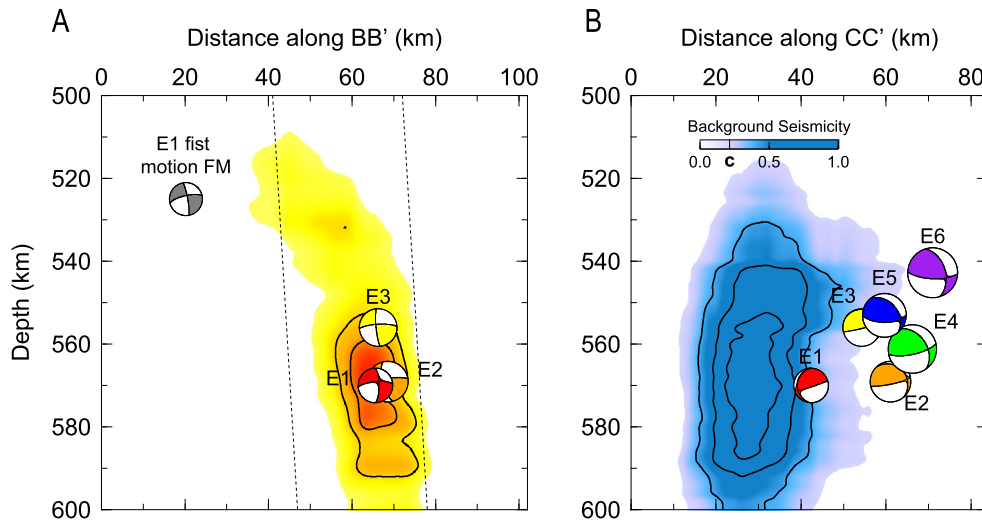 A
Distance along BB’ (km)
0 20 40 60 80 100
Depth (km)
500
520
540
560
580
600
E1 fist
motion FM
E3
E1
E2
B
Distance along CC’ (km)
0 20 40 60 80
Background Seismicity
0.0 c 0.5 1.0
500
520
540
560
580
600
E6
E5
E3
E4
E1
E2